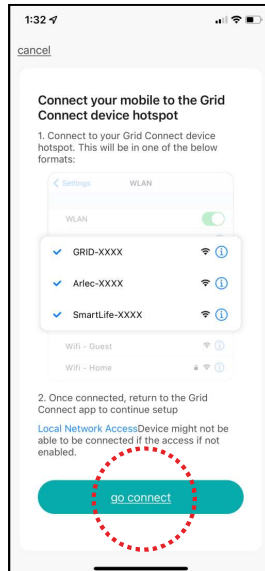 1:32
cancel
Connect your mobile to the Grid
Connect device hotspot
1. Connect to your Grid Connect device
hotspot. This will be in one of the below
formats:
Settings WLAN
WLAN
GRID-XXXX
Arlec-XXXX
SmartLife-XXXX
Wifi - Guest
Wifi - Home
2. Once connected, return to the Grid
Connect app to continue setup
Local Network AccessDevice might not be
able to be connected if the access if not
enabled.
go connect